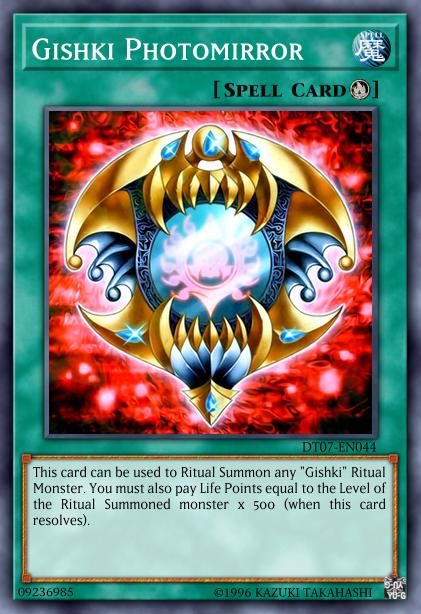 GISHKI PHOTOMIRROR
SPELL
魔
[SPELL CARD]
DT07-EN044
This card can be used to Ritual Summon any "Gishki" Ritual
Monster. You must also pay Life Points equal to the Level of
the Ritual Summoned monster x 500 (when this card
resolves).
09236985
©1996 KAZUKI TAKAHASHI